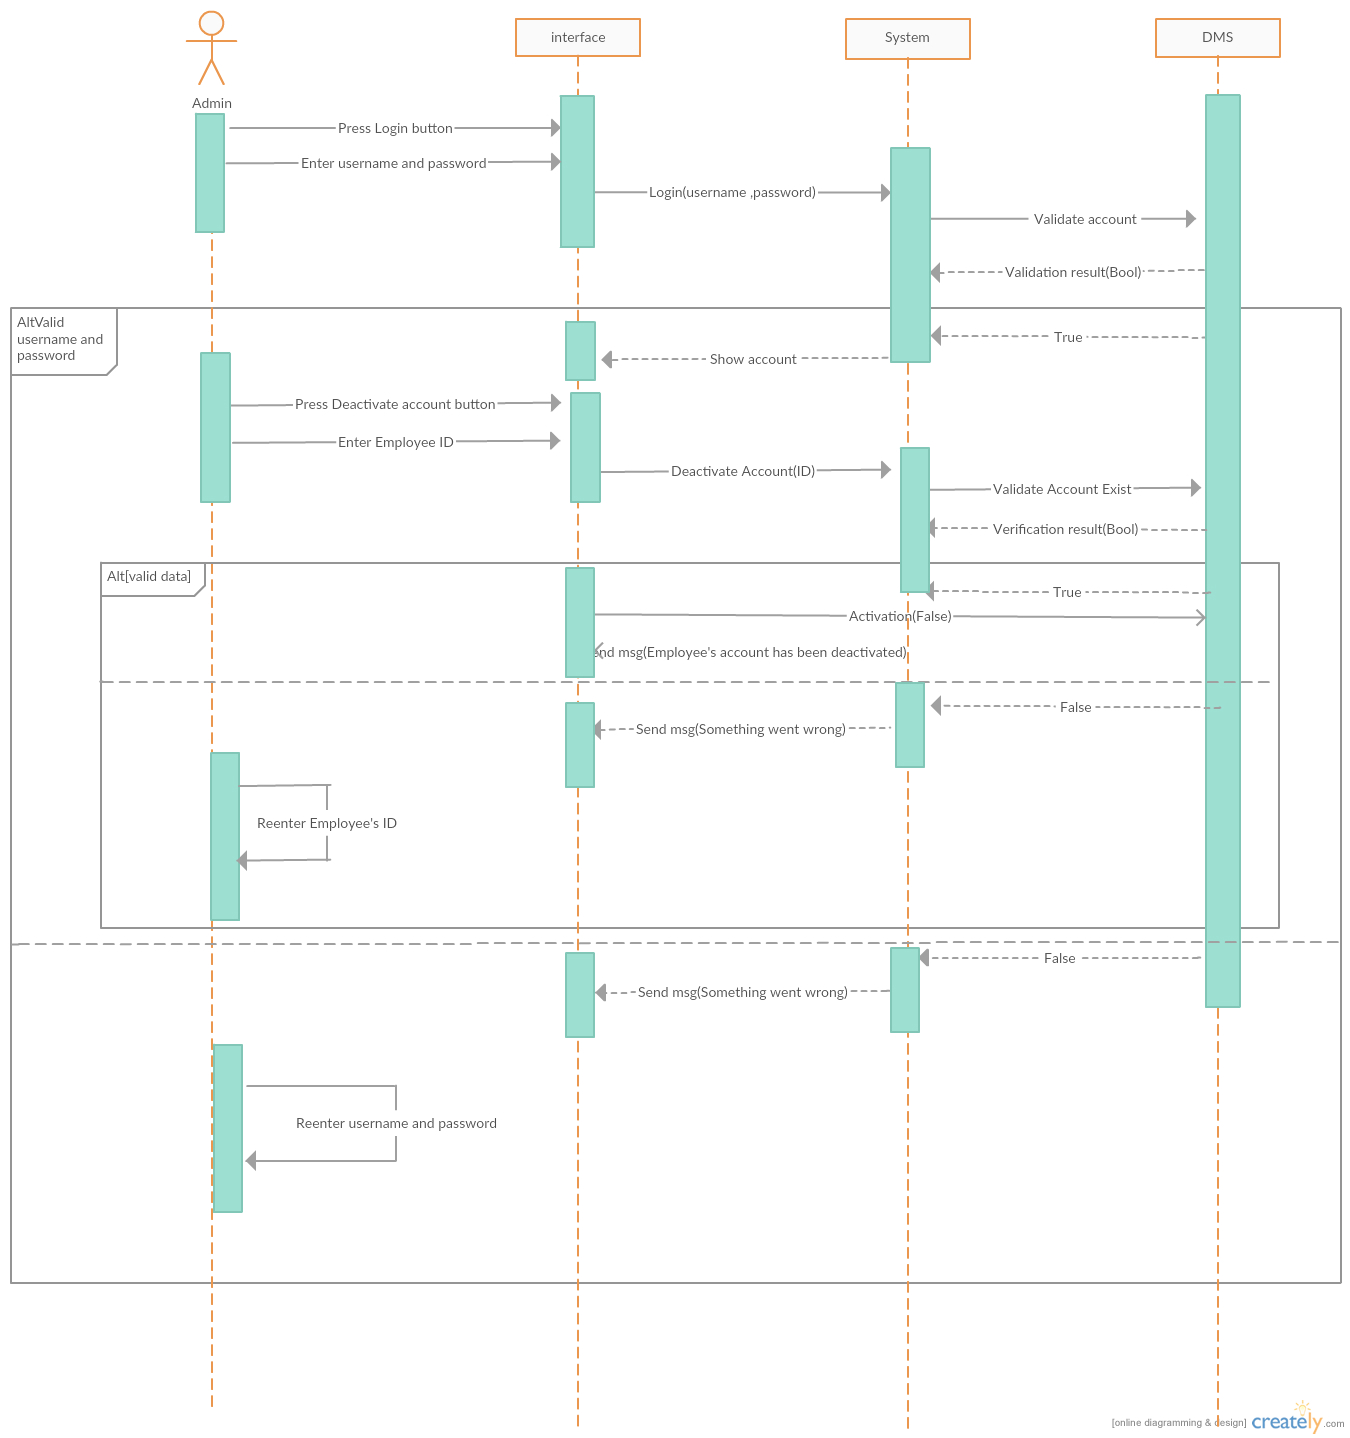 interface
System
DMS
Admin
Press Login button
Enter username and password
Login(username ,password)
Validate account
Validation result(Bool)
AltValid
username and
password
True
Show account
Press Deactivate account button
Enter Employee ID
Deactivate Account(ID)
Validate Account Exist
Verification result(Bool)
Alt[valid data]
True
Activation(False)
msg(Employee's account has been deactivated)
False
Send msg(Something went wrong)
Reenter Employee's ID
False
Send msg(Something went wrong)
Reenter username and password
[online diagramming & design] creately.com